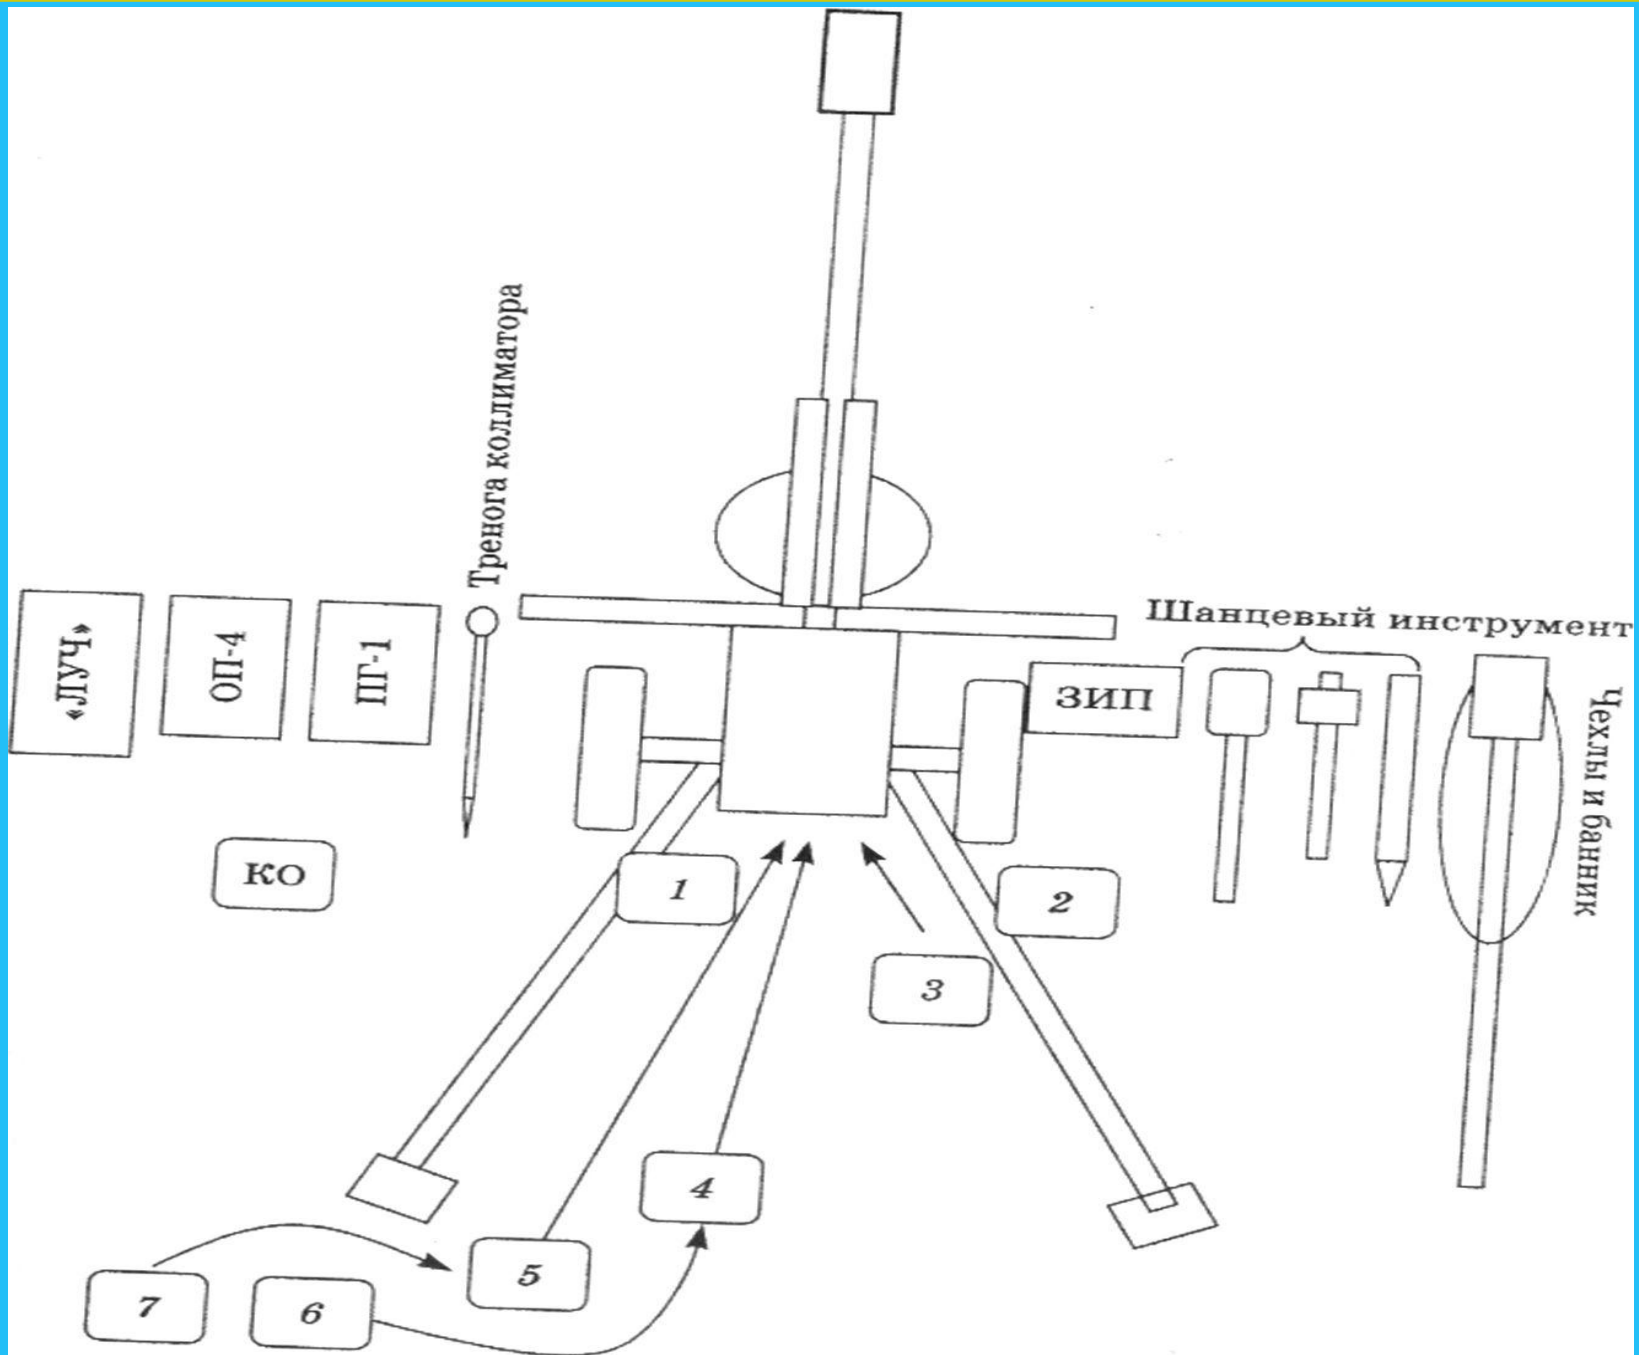 Тренога коллиматора
«ЛУЧ»
ОП-4
ПГ-1
Шанцевый инструмент
ЗИП
Чехлы и банник
КО
1
2
3
4
5
6
7